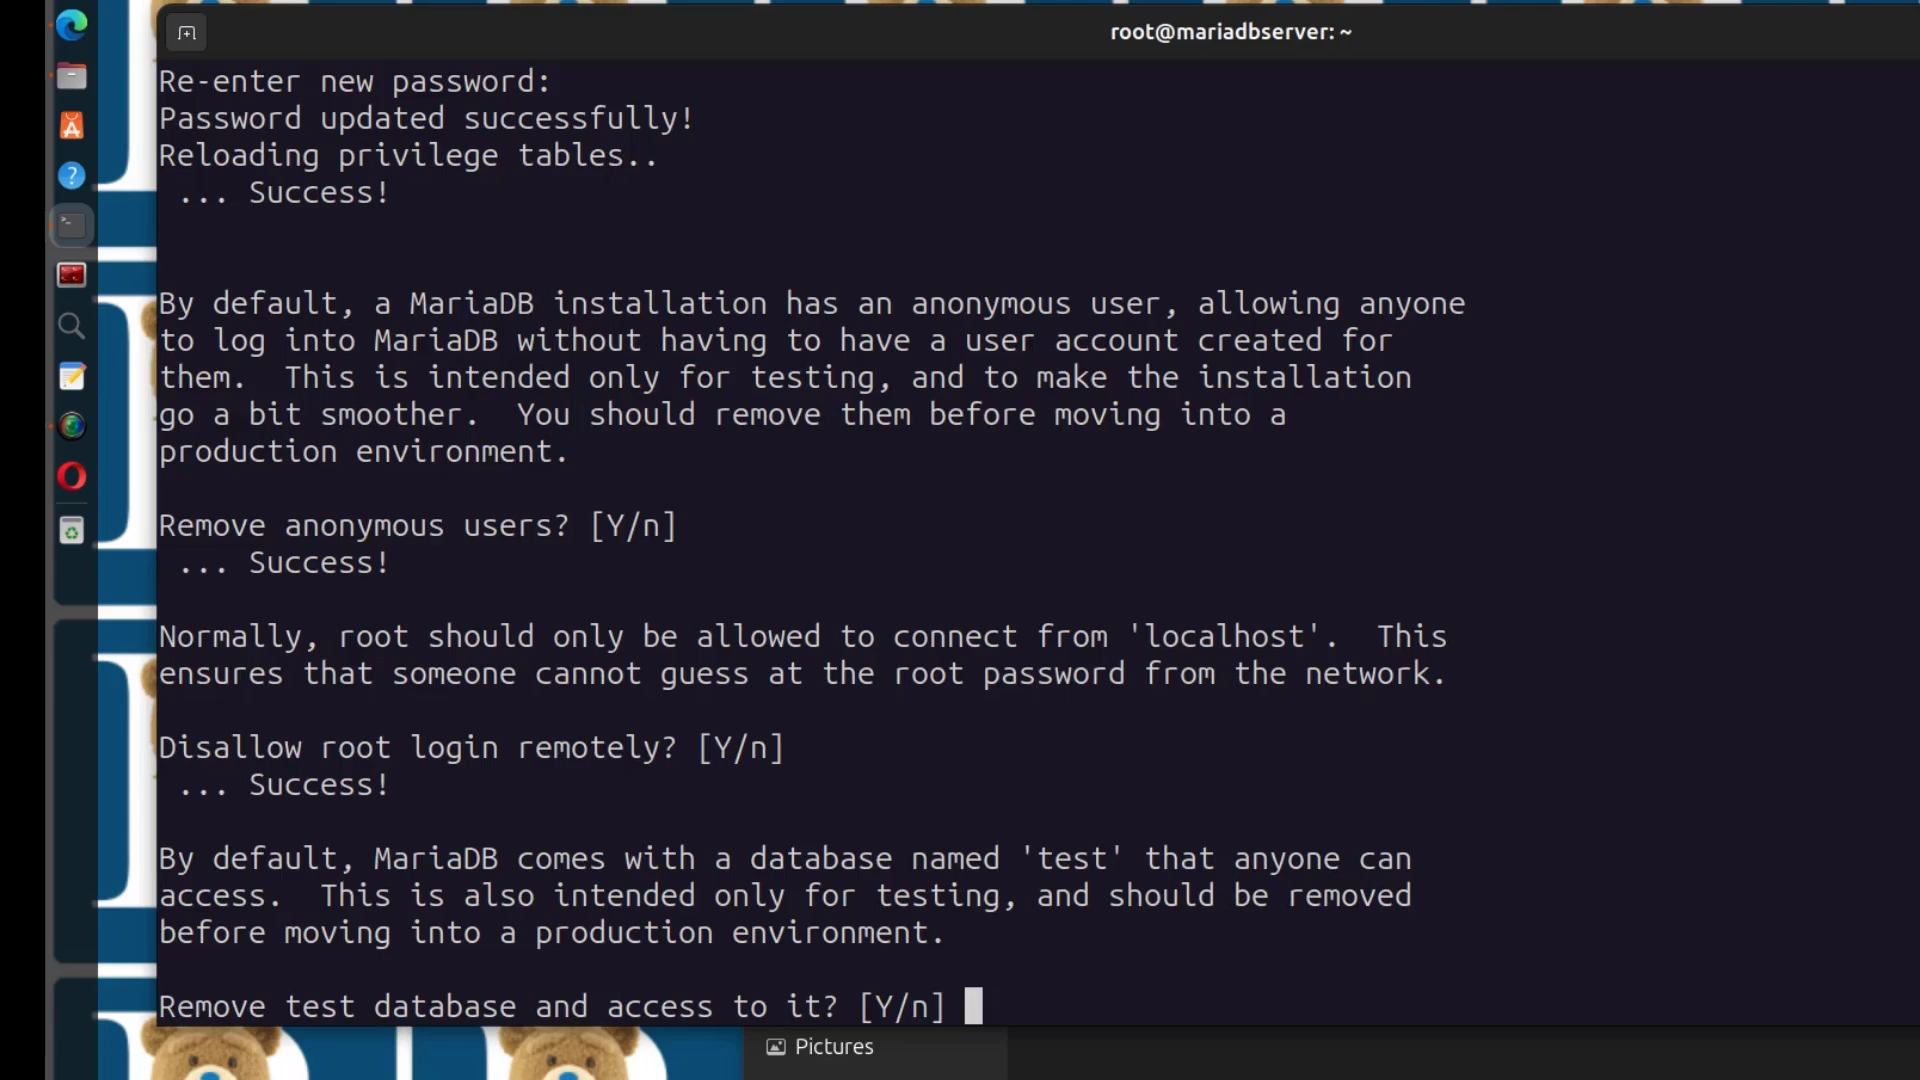 root@mariadbserver: ~
Re-enter new password:
Password updated successfully!
Reloading privilege tables..
 ... Success!
By default, a MariaDB installation has an anonymous user, allowing anyone
to log into MariaDB without having to have a user account created for
them.  This is intended only for testing, and to make the installation
go a bit smoother.  You should remove them before moving into a
production environment.
Remove anonymous users? [Y/n]
 ... Success!
Normally, root should only be allowed to connect from 'localhost'.  This
ensures that someone cannot guess at the root password from the network.
Disallow root login remotely? [Y/n]
 ... Success!
By default, MariaDB comes with a database named 'test' that anyone can
access.  This is also intended only for testing, and should be removed
before moving into a production environment.
Remove test database and access to it? [Y/n]
Pictures